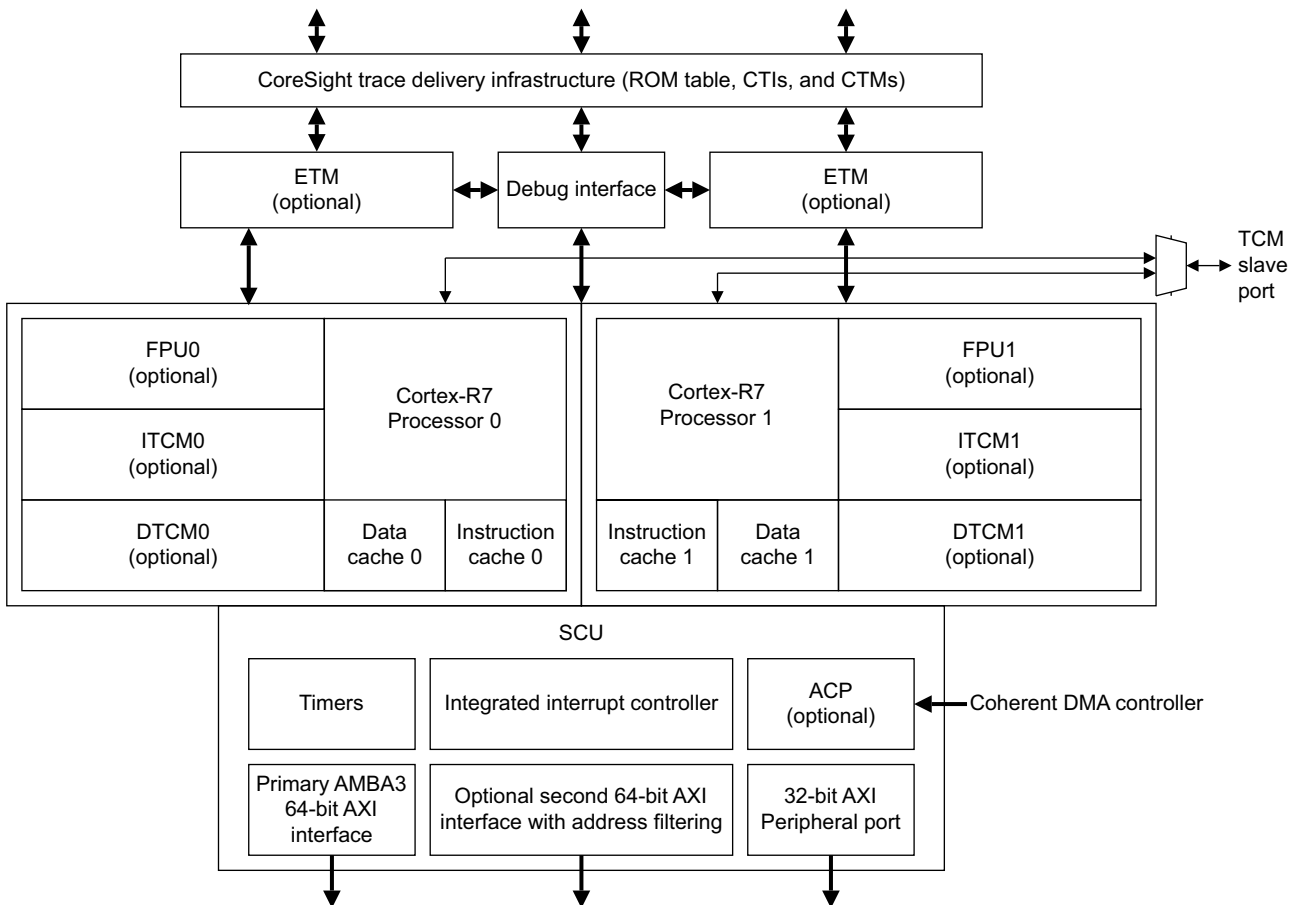 CoreSight trace delivery infrastructure (ROM table, CTIs, and CTMs)
ETM
(optional)
Debug interface
ETM
(optional)
TCM
slave
port
FPU0
(optional)
Cortex-R7
Processor 0
ITCM0
(optional)
DTCM0
(optional)
Data
cache 0
Instruction
cache 0
Cortex-R7
Processor 1
FPU1
(optional)
ITCM1
(optional)
Instruction
cache 1
Data
cache 1
DTCM1
(optional)
SCU
Timers
Integrated interrupt controller
ACP
(optional)
Coherent DMA controller
Primary AMBA3
64-bit AXI
interface
Optional second 64-bit AXI
interface with address filtering
32-bit AXI
Peripheral port